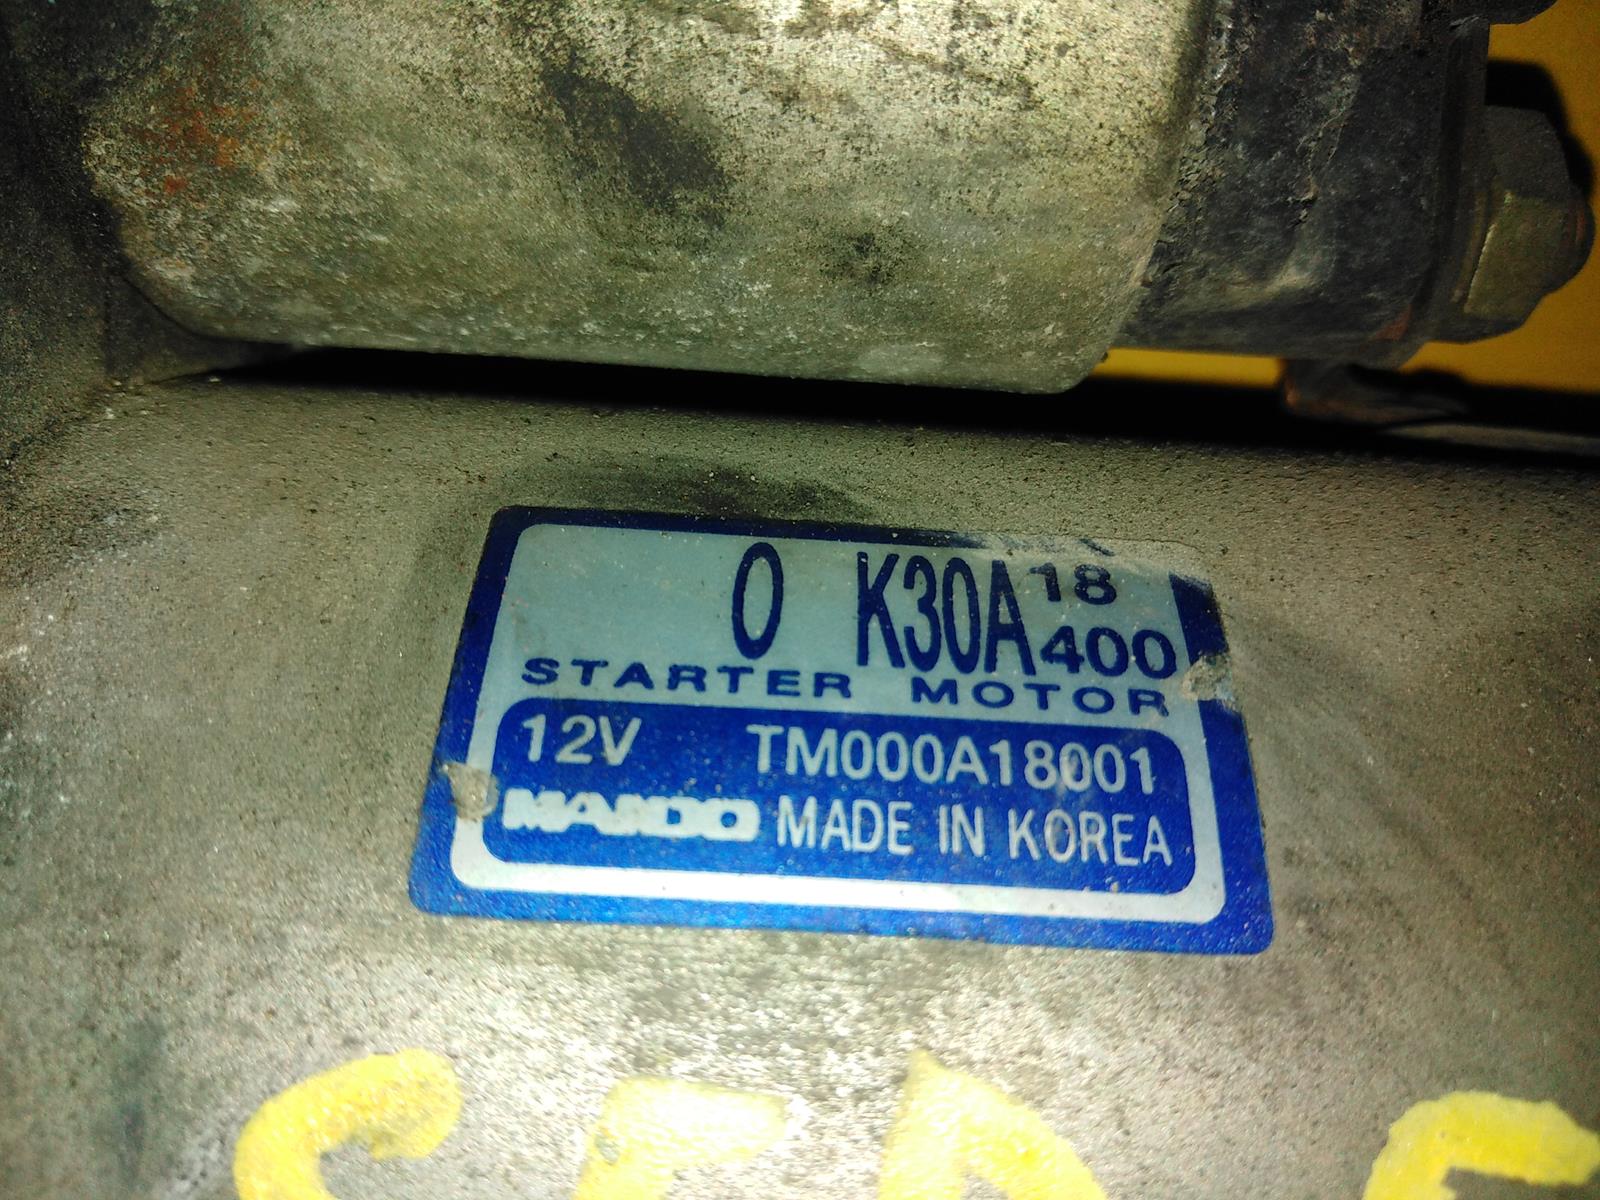 0 K30A 18 400
STARTER MOTOR
12V TM000A18001
MANDO MADE IN KOREA